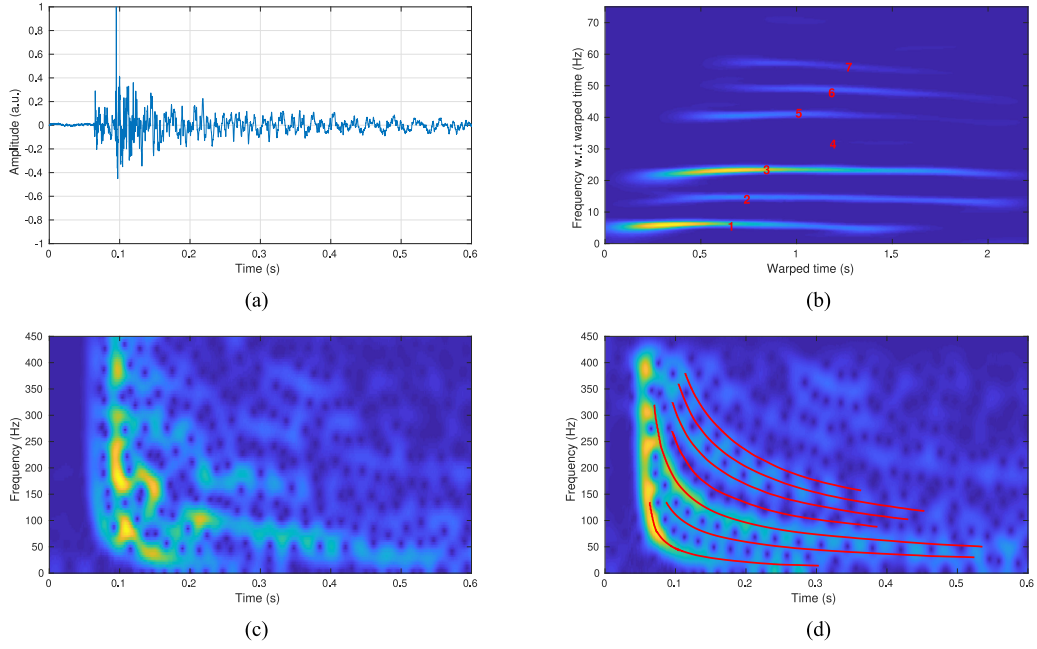 1
0.8
0.6
0.4
0.2
0
-0.2
-0.4
-0.6
-0.8
-1
Amplitude (a.u.)
0 0.1 0.2 0.3 0.4 0.5 0.6
Time (s)
(a)
70
60
50
40
30
20
10
0
Frequency w.r.t warped time (Hz)
7
6
5
4
3
2
1
0 0.5 1 1.5 2
Warped time (s)
(b)
450
400
350
300
250
200
150
100
50
0
Frequency (Hz)
0 0.1 0.2 0.3 0.4 0.5 0.6
Time (s)
(c)
450
400
350
300
250
200
150
100
50
0
Frequency (Hz)
0 0.1 0.2 0.3 0.4 0.5 0.6
Time (s)
(d)